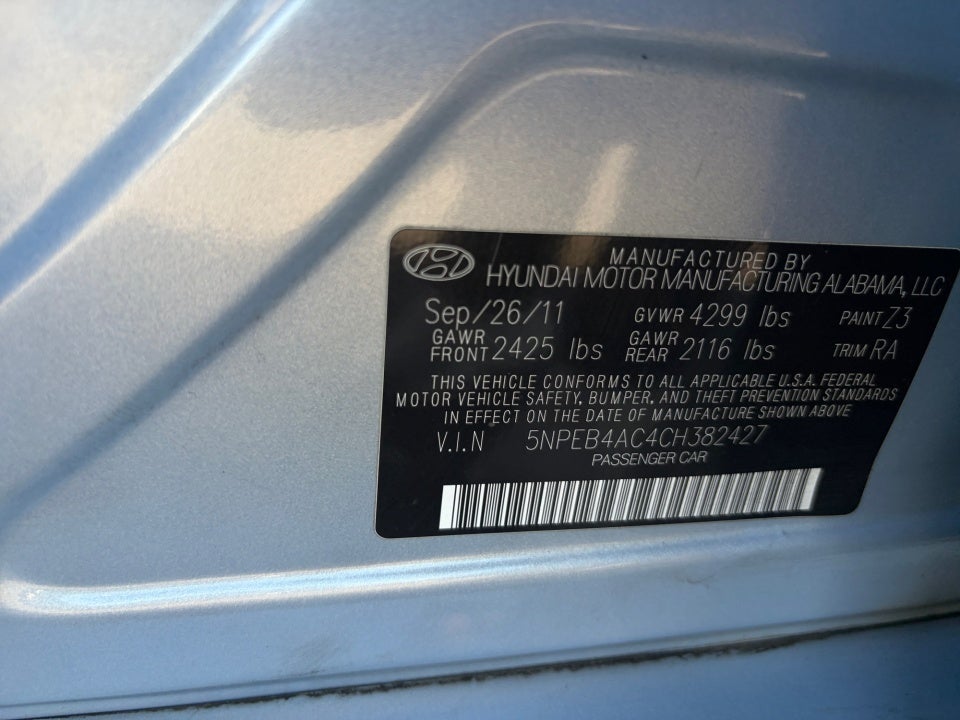 MANUFACTURED BY
HYUNDAI MOTOR MANUFACTURING ALABAMA, LLC
Sep/26/11 GVWR 4299 lbs PAINT Z3
GAWR FRONT 2425 lbs GAWR REAR 2116 lbs TRIM RA
THIS VEHICLE CONFORMS TO ALL APPLICABLE U.S.A. FEDERAL
MOTOR VEHICLE SAFETY, BUMPER, AND THEFT PREVENTION STANDARDS
IN EFFECT ON THE DATE OF MANUFACTURE SHOWN ABOVE
V.I.N 5NPEB4AC4CH382427
PASSENGER CAR